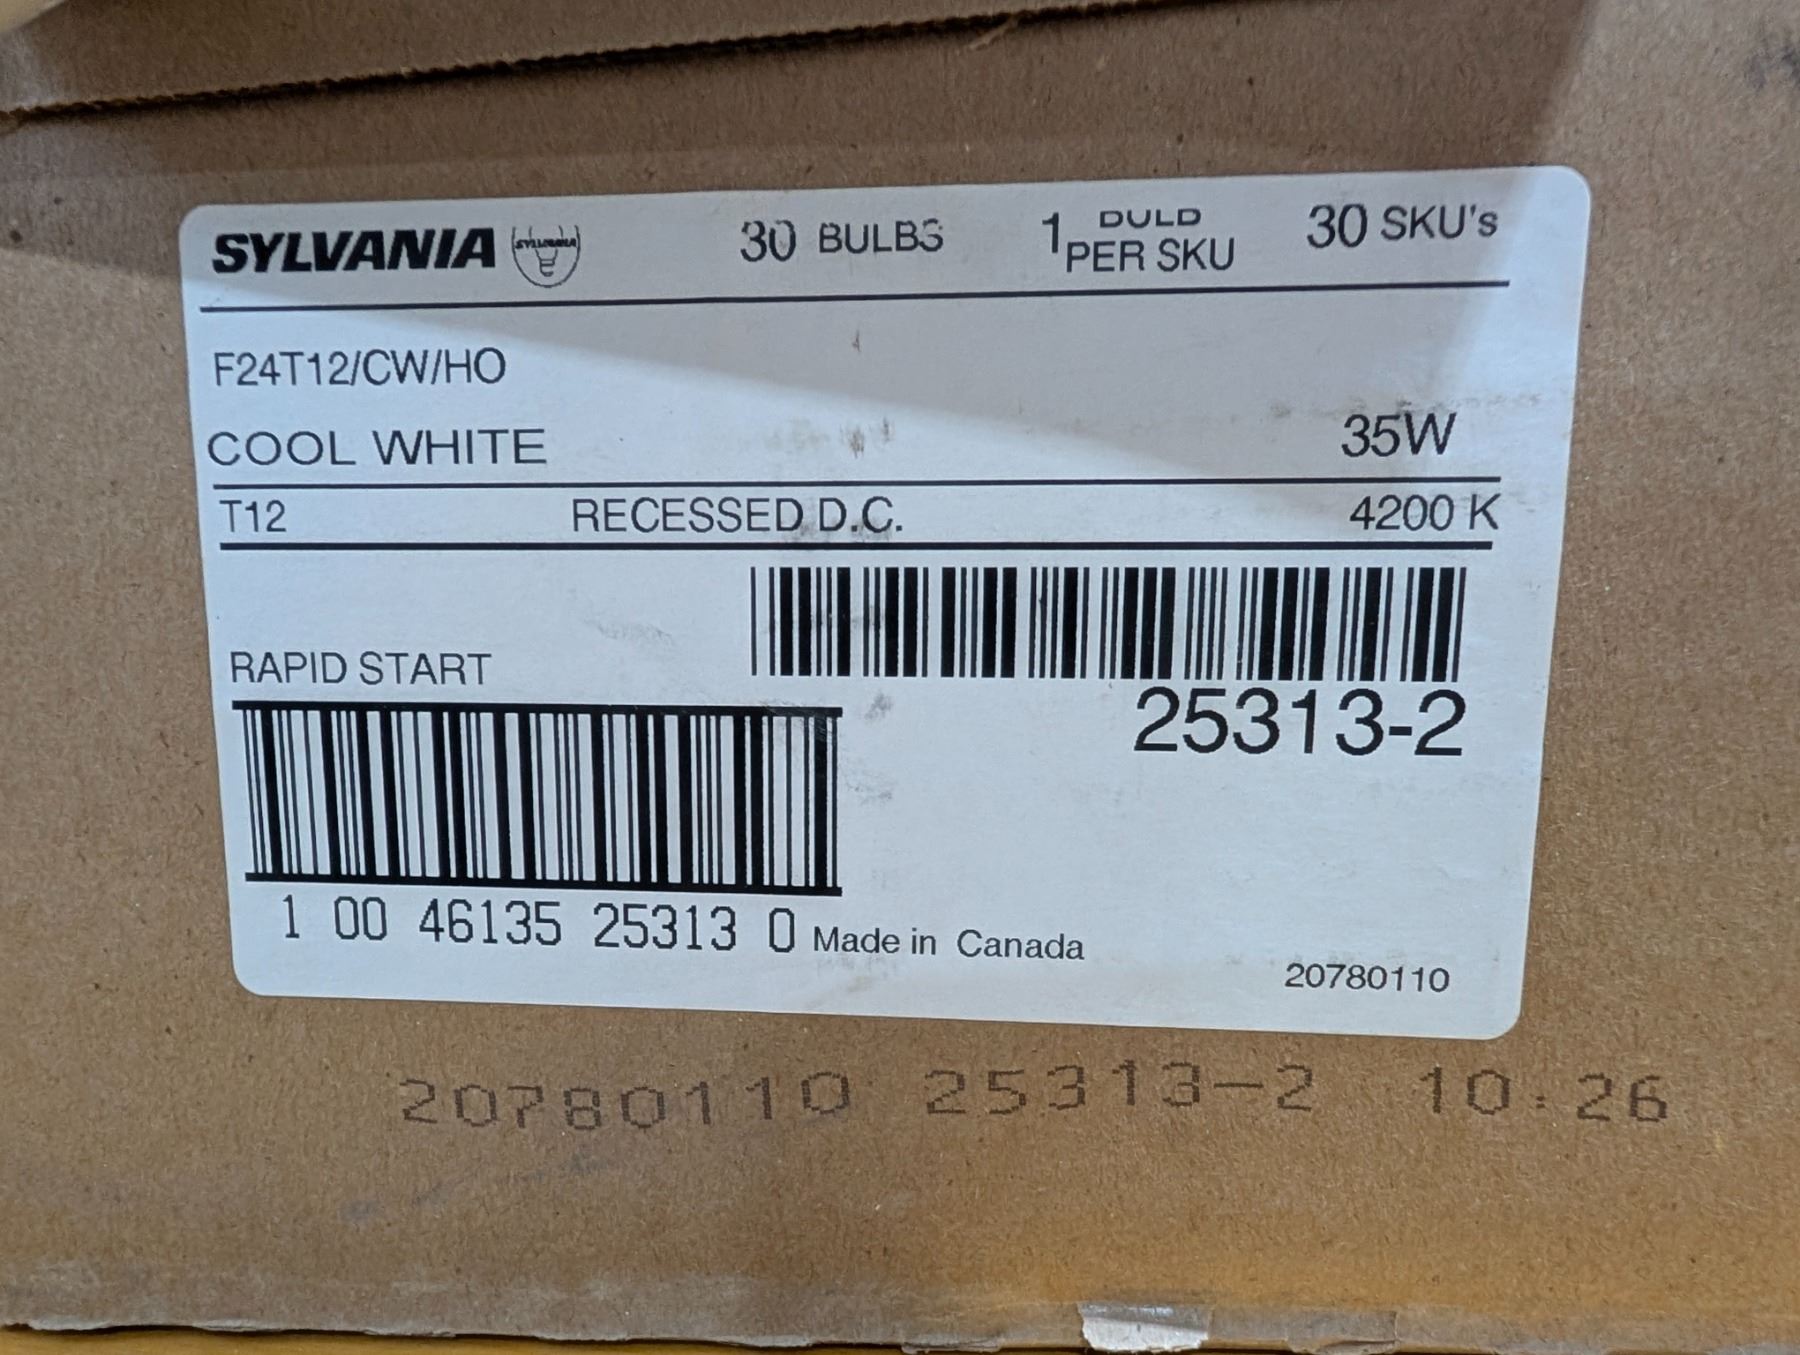 SYLVANIA SYLVANIA 30 BULBS 1 BULB PER SKU 30 SKU's
F24T12/CW/HO
COOL WHITE 35W
T12 RECESSED D.C. 4200 K
RAPID START
25313-2
1 00 46135 25313 0 Made in Canada
20780110
20780110 25313-2 10:26